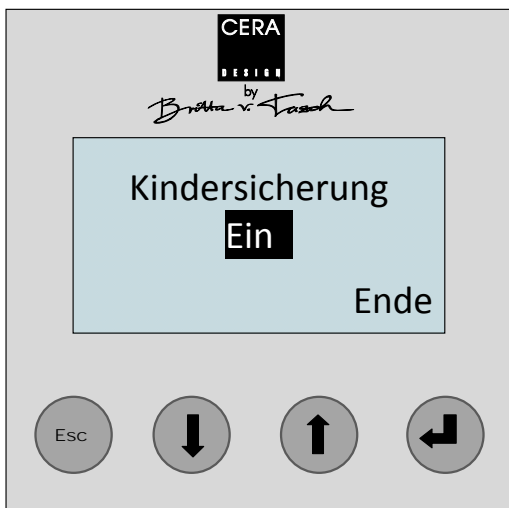 CERA
DESIGN
by
Britta v. Tasch
Kindersicherung
Ein
Ende
Esc